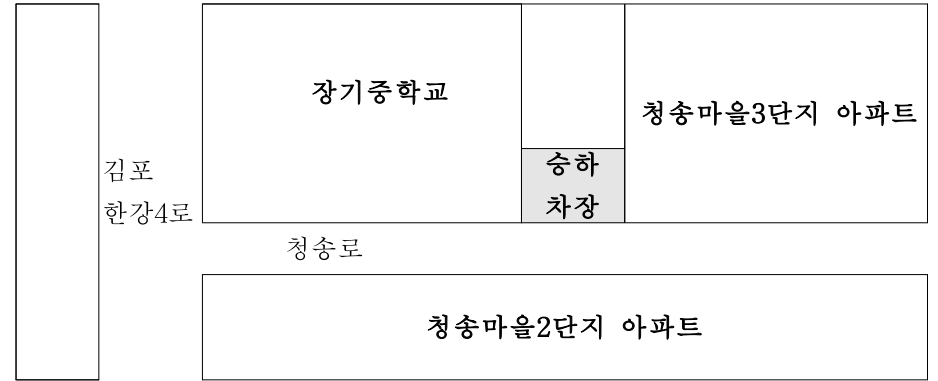 장기중학교
청송마을3단지 아파트
승하
차장
김포
한강4로
청송로
청송마을2단지 아파트